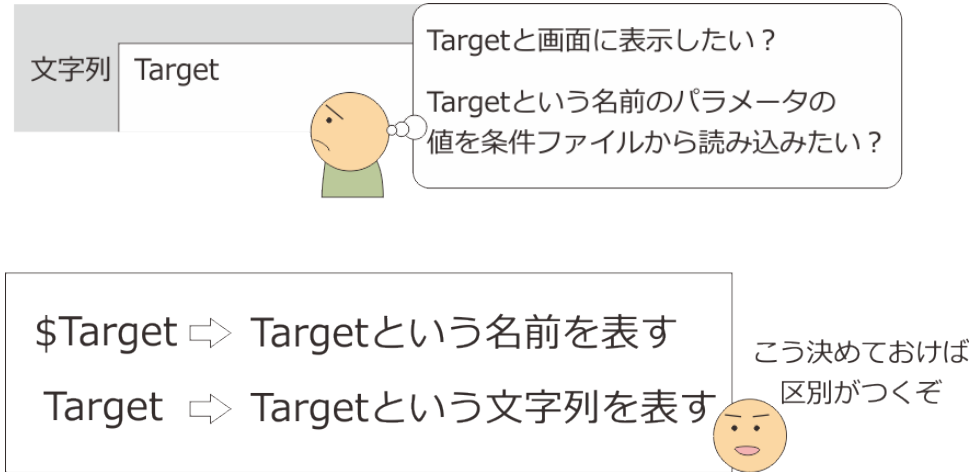 文字列 Target
Targetと画面に表示したい？
Targetという名前のパラメータの
値を条件ファイルから読み込みたい？
$Target ⇨ Targetという名前を表す
Target ⇨ Targetという文字列を表す
こう決めておけば
区別がつくぞ